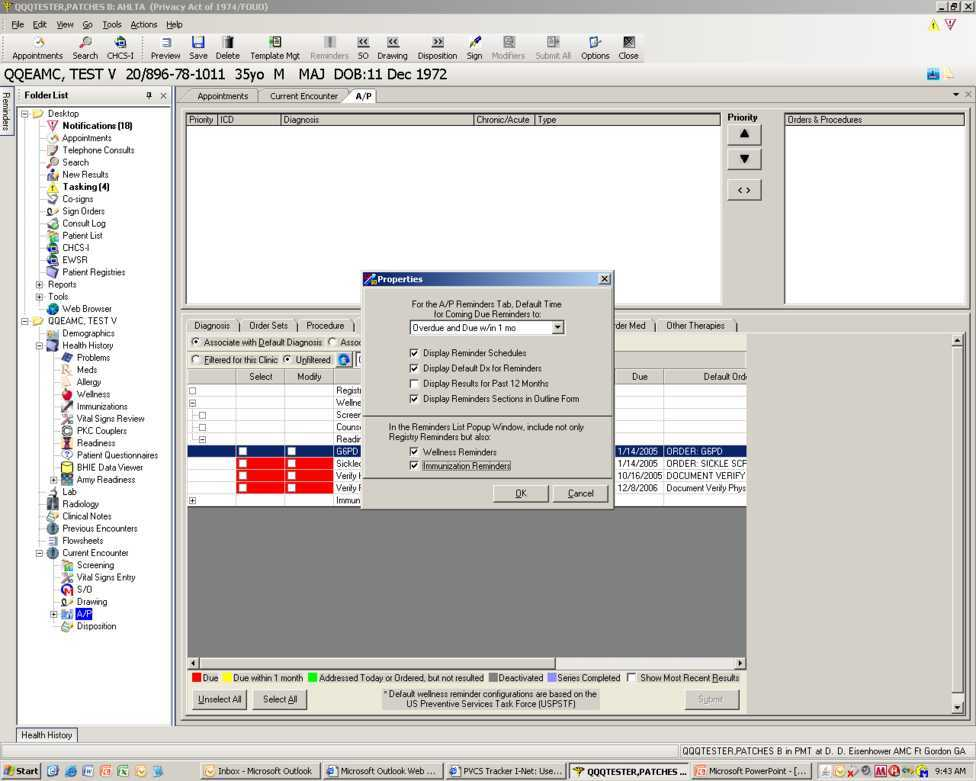 QQQTESTER,PATCHES B: AHLTA (Privacy Act of 1974/FOUO)
File Edit View Go Tools Actions Help
Appointments Search CHCS-I Preview Save Delete Template Mgt Reminders SO Drawing Disposition Sign Modifiers Submit All Options Close
QQEAMC, TEST V 20/896-78-1011 35yo M MAJ DOB:11 Dec 1972
Reminders
Folder List
Desktop
Notifications (18)
Appointments
Telephone Consults
Search
New Results
Tasking (4)
Co-signs
Sign Orders
Consult Log
Patient List
CHCS-I
EWSR
Patient Registries
Reports
Tools
Web Browser
QQEAMC, TEST V
Demographics
Health History
Problems
Meds
Allergy
Wellness
Immunizations
Vital Signs Review
PKC Couplers
Readiness
Patient Questionnaires
BHIE Data Viewer
Army Readiness
Lab
Radiology
Clinical Notes
Previous Encounters
Flowsheets
Current Encounter
Screening
Vital Signs Entry
S/O
Drawing
A/P
Disposition
Health History
Appointments Current Encounter A/P
Priority ICD Diagnosis Chronic/Acute Type
Priority
< >
Orders & Procedures
Diagnosis Order Sets Procedure der Med Other Therapies
Associate with Default Diagnosis Assoc
Filtered for this Clinic Unfiltered
Select Modify Due Default Orde
Registr
Wellne
Screer
Couns
Readir
G6PD 1/14/2005 ORDER: G6PD
Sickle 1/14/2005 ORDER: SICKLE SCF
Verify 10/16/2005 DOCUMENT VERIFY
Verify 12/8/2006 Document Verify Phys
Immun
Properties
For the A/P Reminders Tab, Default Time
for Coming Due Reminders to:
Overdue and Due w/in 1 mo
Display Reminder Schedules
Display Default Dx for Reminders
Display Results for Past 12 Months
Display Reminders Sections in Outline Form
In the Reminders List Popup Window, include not only
Registry Reminders but also:
Wellness Reminders
Immunization Reminders
OK Cancel
Due Due within 1 month Addressed Today or Ordered, but not resulted Deactivated Series Completed Show Most Recent Results
Unselect All Select All
* Default wellness reminder configurations are based on the
US Preventive Services Task Force (USPSTF)
Submit
QQQTESTER,PATCHES B in PMT at D. D. Eisenhower AMC Ft Gordon GA
Start Inbox - Microsoft Outlook Microsoft Outlook Web ... PVCS Tracker I-Net: Use... QQQTESTER,PATCHES ... Microsoft PowerPoint - [... 9:43 AM